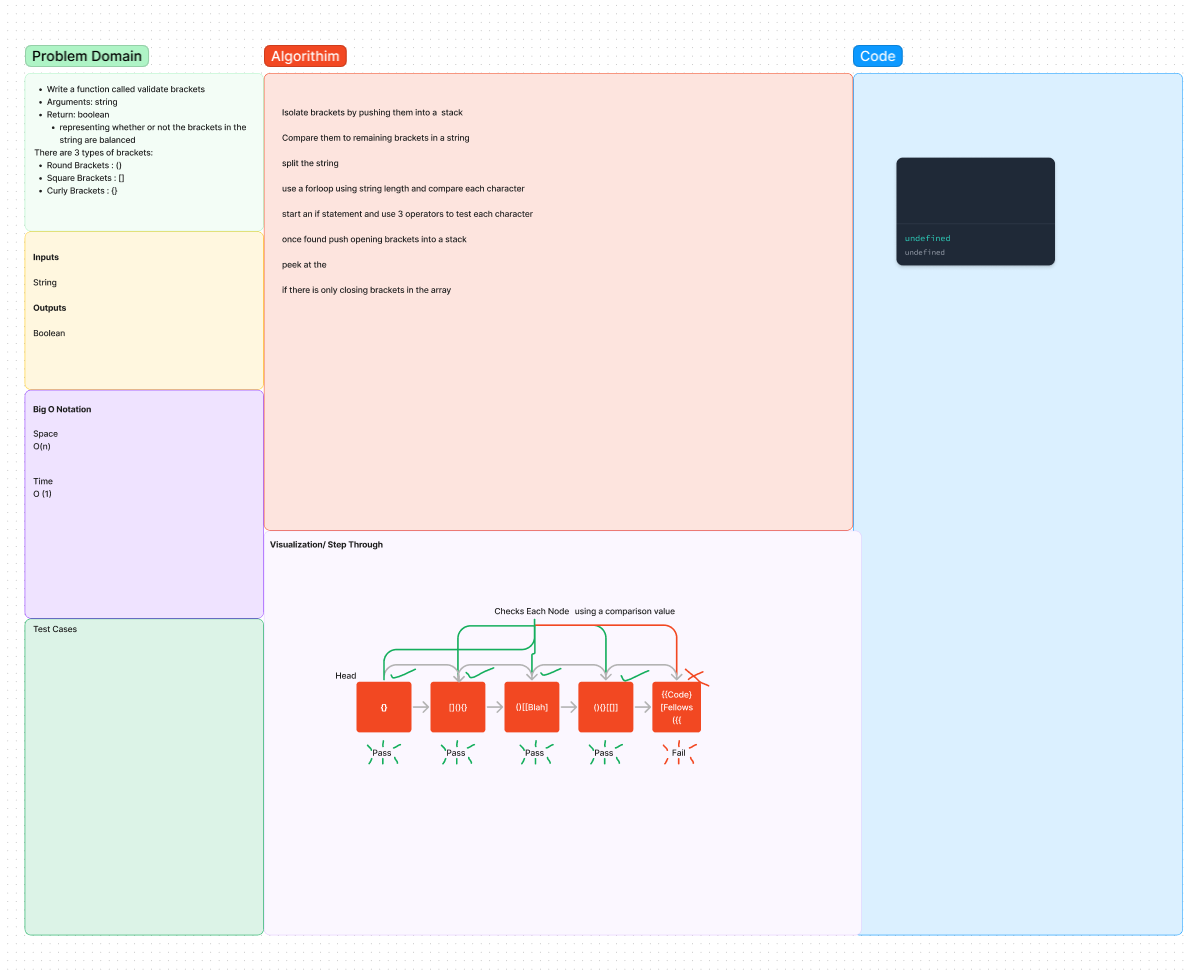 Problem Domain
Algorithim
Code
• Write a function called validate brackets
• Arguments: string
• Return: boolean
• representing whether or not the brackets in the
string are balanced
There are 3 types of brackets:
• Round Brackets : ()
• Square Brackets : []
• Curly Brackets : {}
Inputs
String
Outputs
Boolean
Big O Notation
Space
O(n)
Time
O (1)
Test Cases
Isolate brackets by pushing them into a stack
Compare them to remaining brackets in a string
split the string
use a forloop using string length and compare each character
start an if statement and use 3 operators to test each character
once found push opening brackets into a stack
peek at the
if there is only closing brackets in the array
undefined
undefined
Visualization/ Step Through
Checks Each Node using a comparison value
Head
{}
[](){}
()[[Blah]
(){}[[]]
{{Code}
[Fellows
(((
Pass
Pass
Pass
Pass
Fail